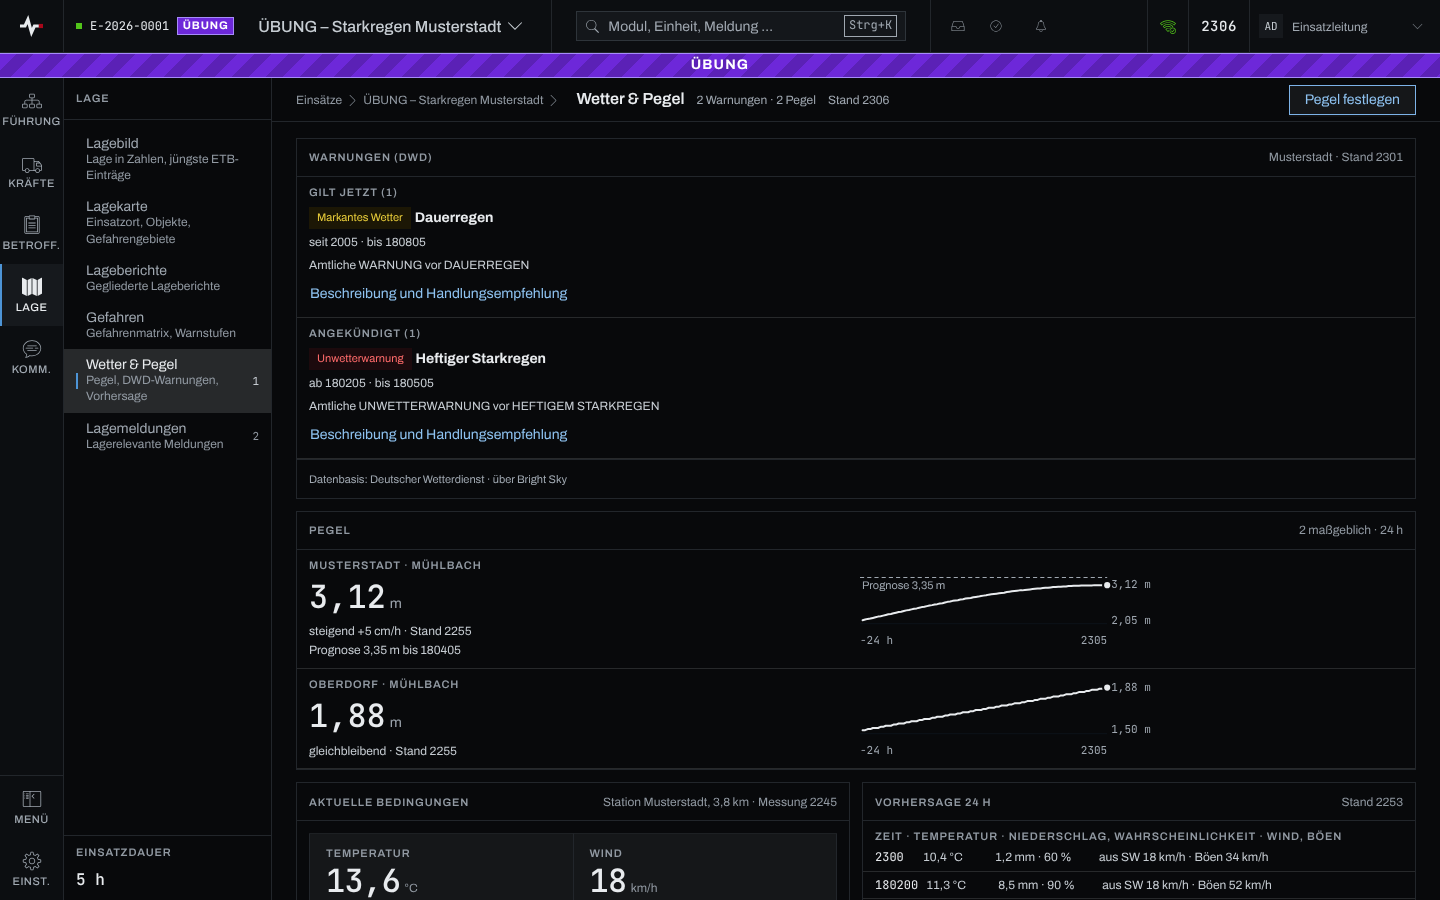 E-2026-0001 ÜBUNG ÜBUNG – Starkregen Musterstadt Modul, Einheit, Meldung ... Strg+K 2306 AD Einsatzleitung
ÜBUNG
FÜHRUNG
KRÄFTE
BETROFF.
LAGE
KOMM.
MENÜ
EINST.
LAGE
Lagebild
Lage in Zahlen, jüngste ETB-
Einträge
Lagekarte
Einsatzort, Objekte,
Gefahrengebiete
Lageberichte
Gegliederte Lageberichte
Gefahren
Gefahrenmatrix, Warnstufen
Wetter & Pegel
Pegel, DWD-Warnungen,
Vorhersage
1
Lagemeldungen
Lagerelevante Meldungen
2
EINSATZDAUER
5 h
Einsätze ÜBUNG – Starkregen Musterstadt Wetter & Pegel 2 Warnungen · 2 Pegel Stand 2306 Pegel festlegen
WARNUNGEN (DWD) Musterstadt · Stand 2301
GILT JETZT (1)
Markantes Wetter Dauerregen
seit 2005 · bis 180805
Amtliche WARNUNG vor DAUERREGEN
Beschreibung und Handlungsempfehlung
ANGEKÜNDIGT (1)
Unwetterwarnung Heftiger Starkregen
ab 180205 · bis 180505
Amtliche UNWETTERWARNUNG vor HEFTIGEM STARKREGEN
Beschreibung und Handlungsempfehlung
Datenbasis: Deutscher Wetterdienst · über Bright Sky
PEGEL 2 maßgeblich · 24 h
MUSTERSTADT · MÜHLBACH
3,12 m
steigend +5 cm/h · Stand 2255
Prognose 3,35 m bis 180405
Prognose 3,35 m
3,12 m
2,05 m
-24 h 2305
OBERDORF · MÜHLBACH
1,88 m
gleichbleibend · Stand 2255
1,88 m
1,50 m
-24 h 2305
AKTUELLE BEDINGUNGEN Station Musterstadt, 3,8 km · Messung 2245
TEMPERATUR
13,6 °C
WIND
18 km/h
VORHERSAGE 24 H Stand 2253
ZEIT · TEMPERATUR · NIEDERSCHLAG, WAHRSCHEINLICHKEIT · WIND, BÖEN
2300 10,4 °C 1,2 mm · 60 % aus SW 18 km/h · Böen 34 km/h
180200 11,3 °C 8,5 mm · 90 % aus SW 18 km/h · Böen 52 km/h